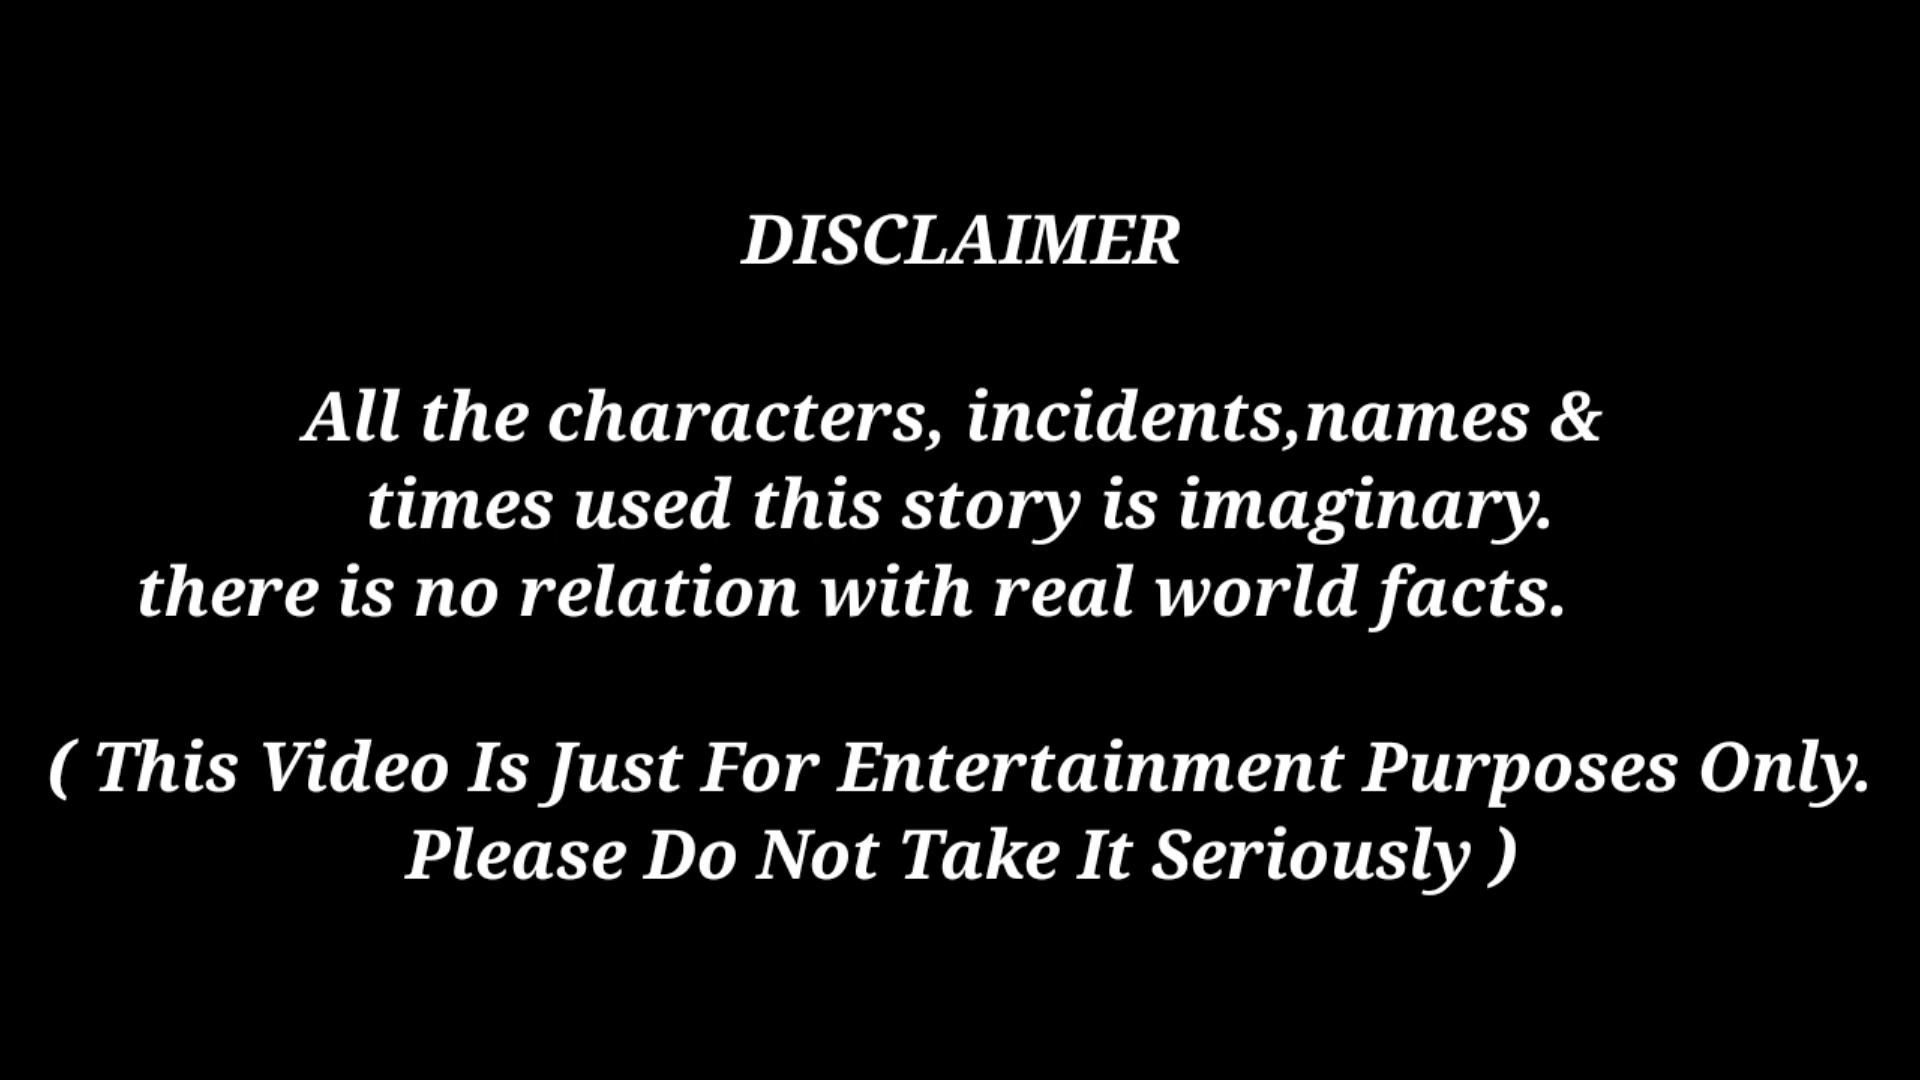 DISCLAIMER
All the characters, incidents,names &
times used this story is imaginary.
there is no relation with real world facts.
( This Video Is Just For Entertainment Purposes Only.
Please Do Not Take It Seriously )